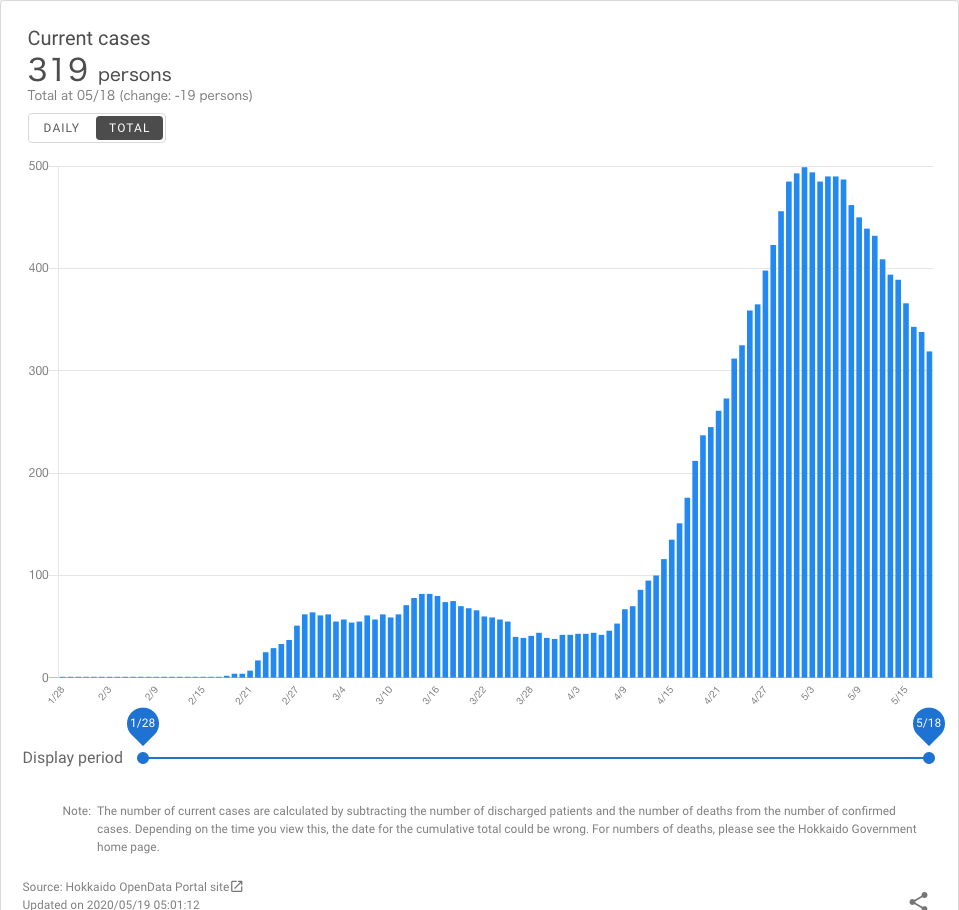 Current cases
319 persons
Total at 05/18 (change: -19 persons)
DAILY TOTAL
500
400
300
200
100
0
1/28 2/3 2/9 2/15 2/21 2/27 3/4 3/10 3/16 3/22 3/28 4/3 4/9 4/15 4/21 4/27 5/3 5/9 5/15
1/28 5/18
Display period
Note: The number of current cases are calculated by subtracting the number of discharged patients and the number of deaths from the number of confirmed
cases. Depending on the time you view this, the date for the cumulative total could be wrong. For numbers of deaths, please see the Hokkaido Government
home page.
Source: Hokkaido OpenData Portal site
Updated on 2020/05/19 05:01:12